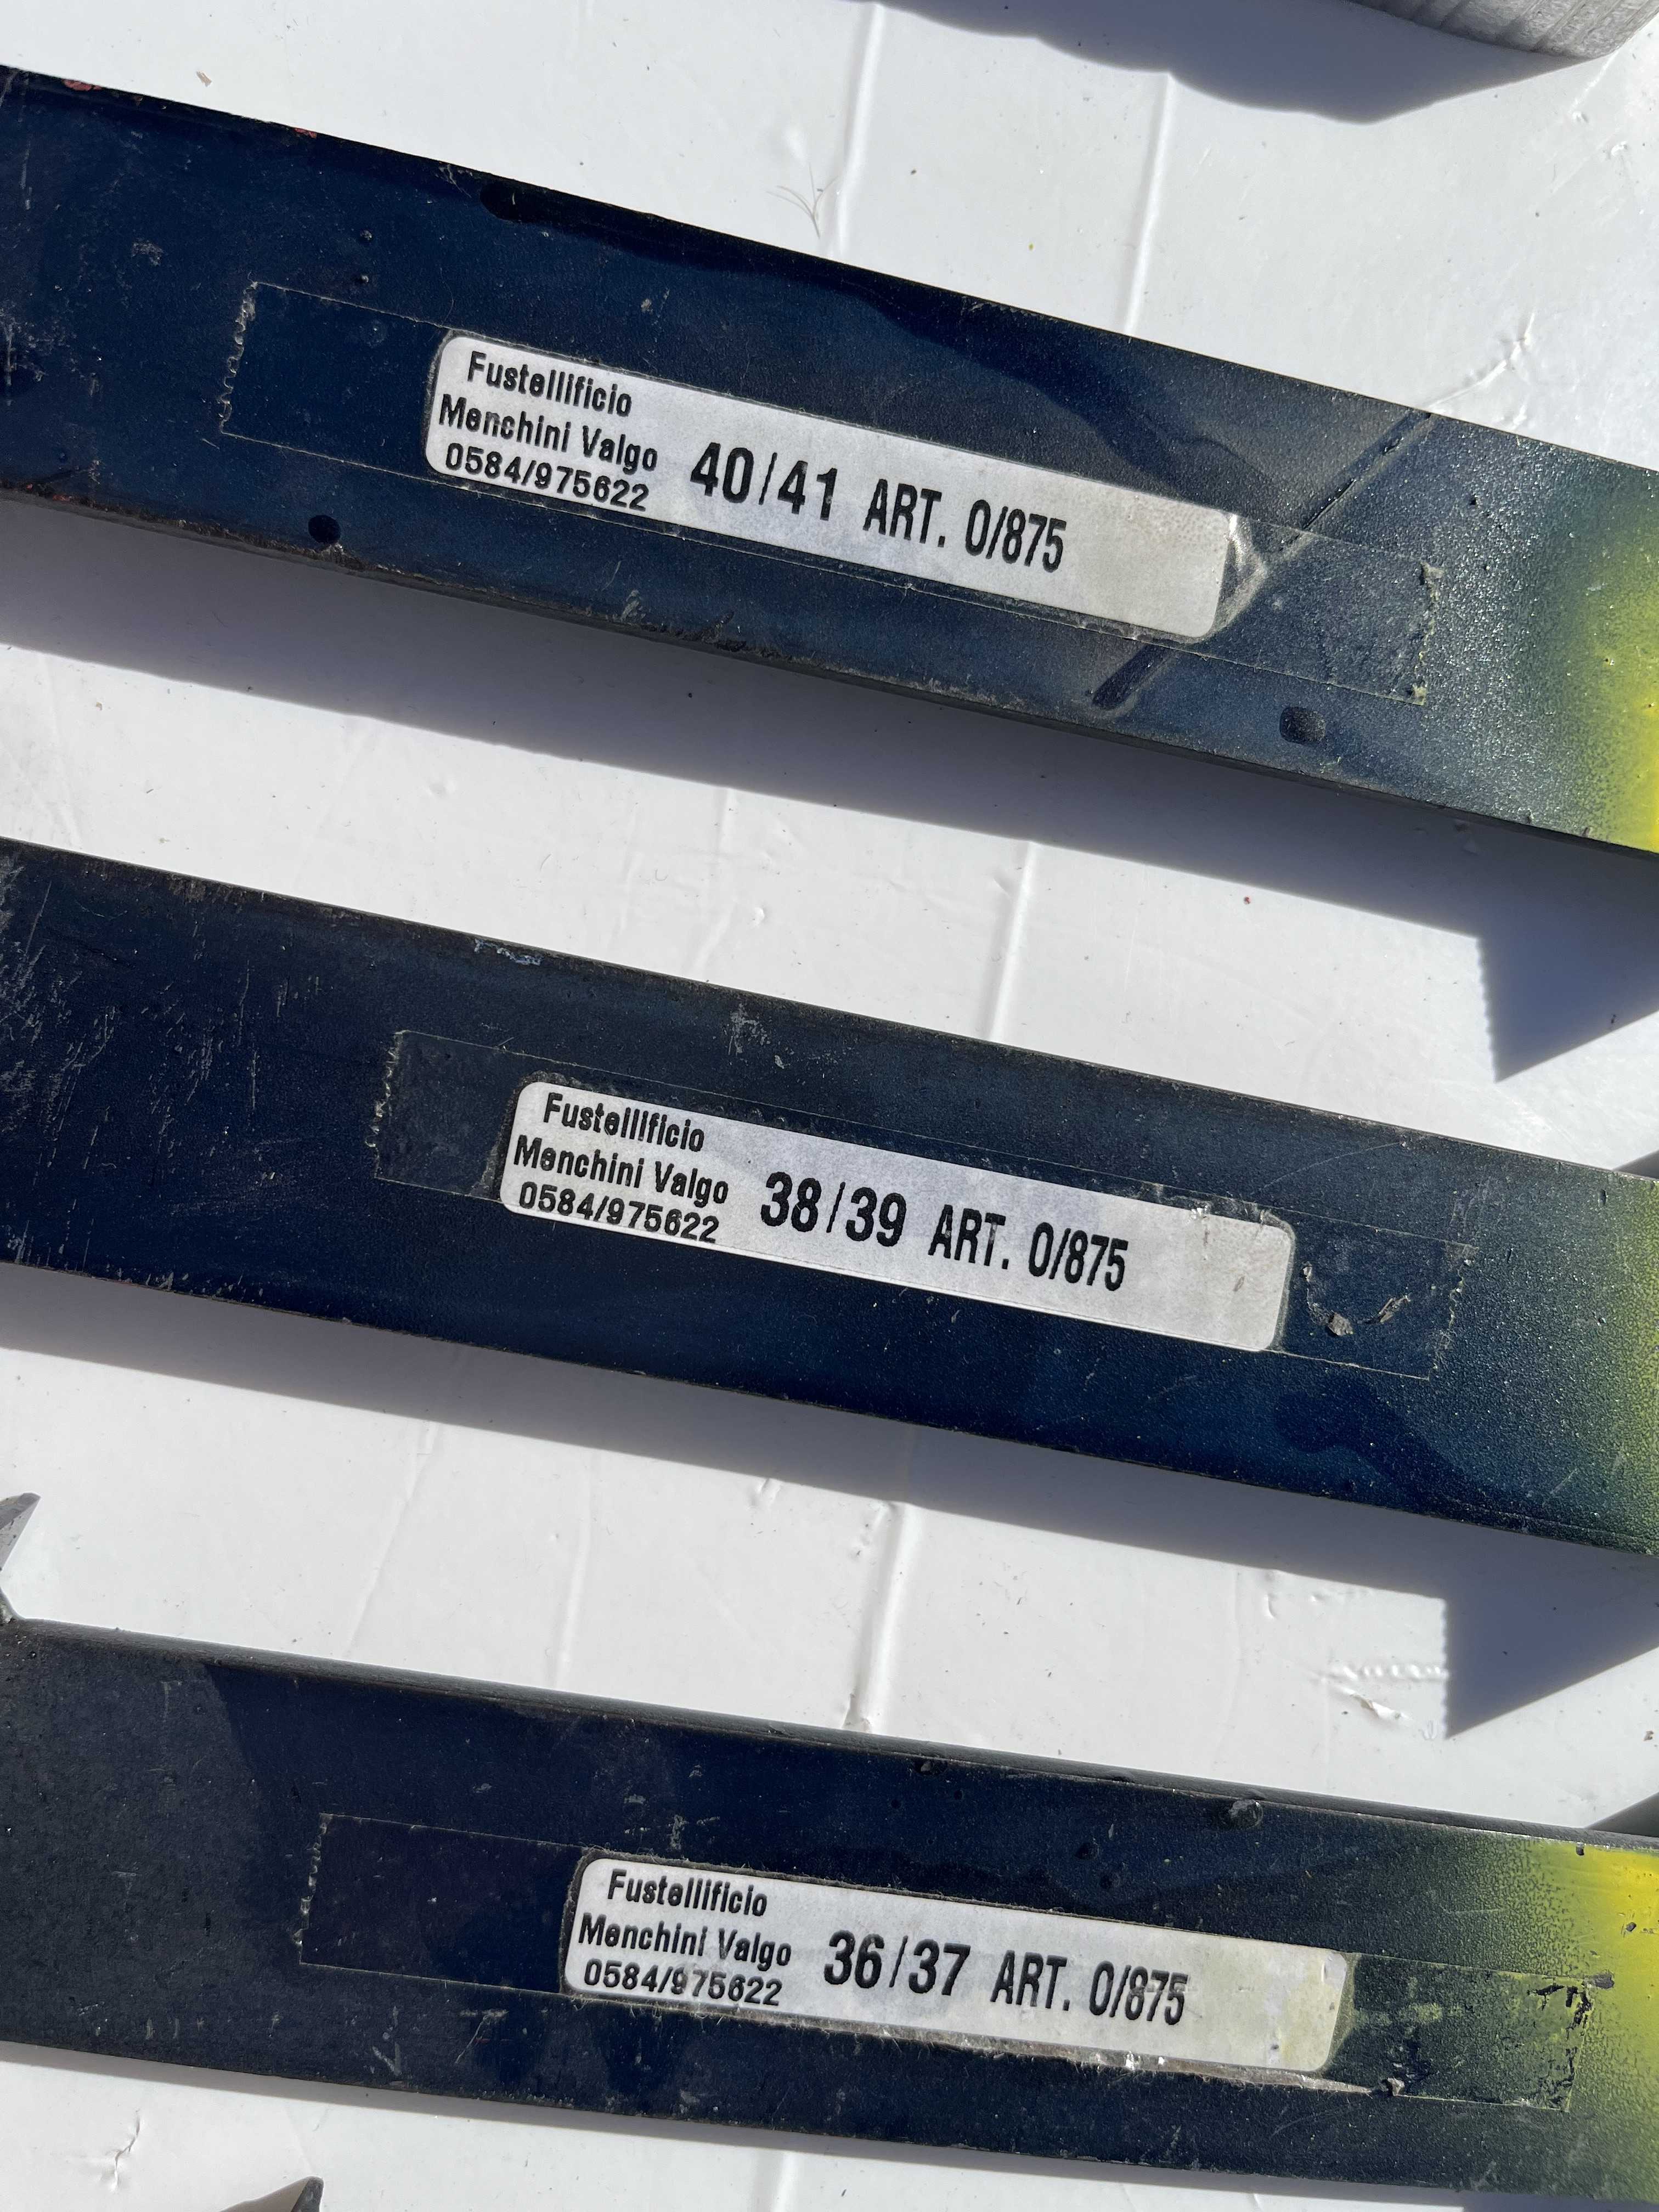 Fustellificio
Menchini Valgo
0584/975622
40/41 ART. 0/875
Fustellificio
Menchini Valgo
0584/975622
38/39 ART. 0/875
Fustellificio
Menchini Valgo
0584/975622
36/37 ART. 0/875